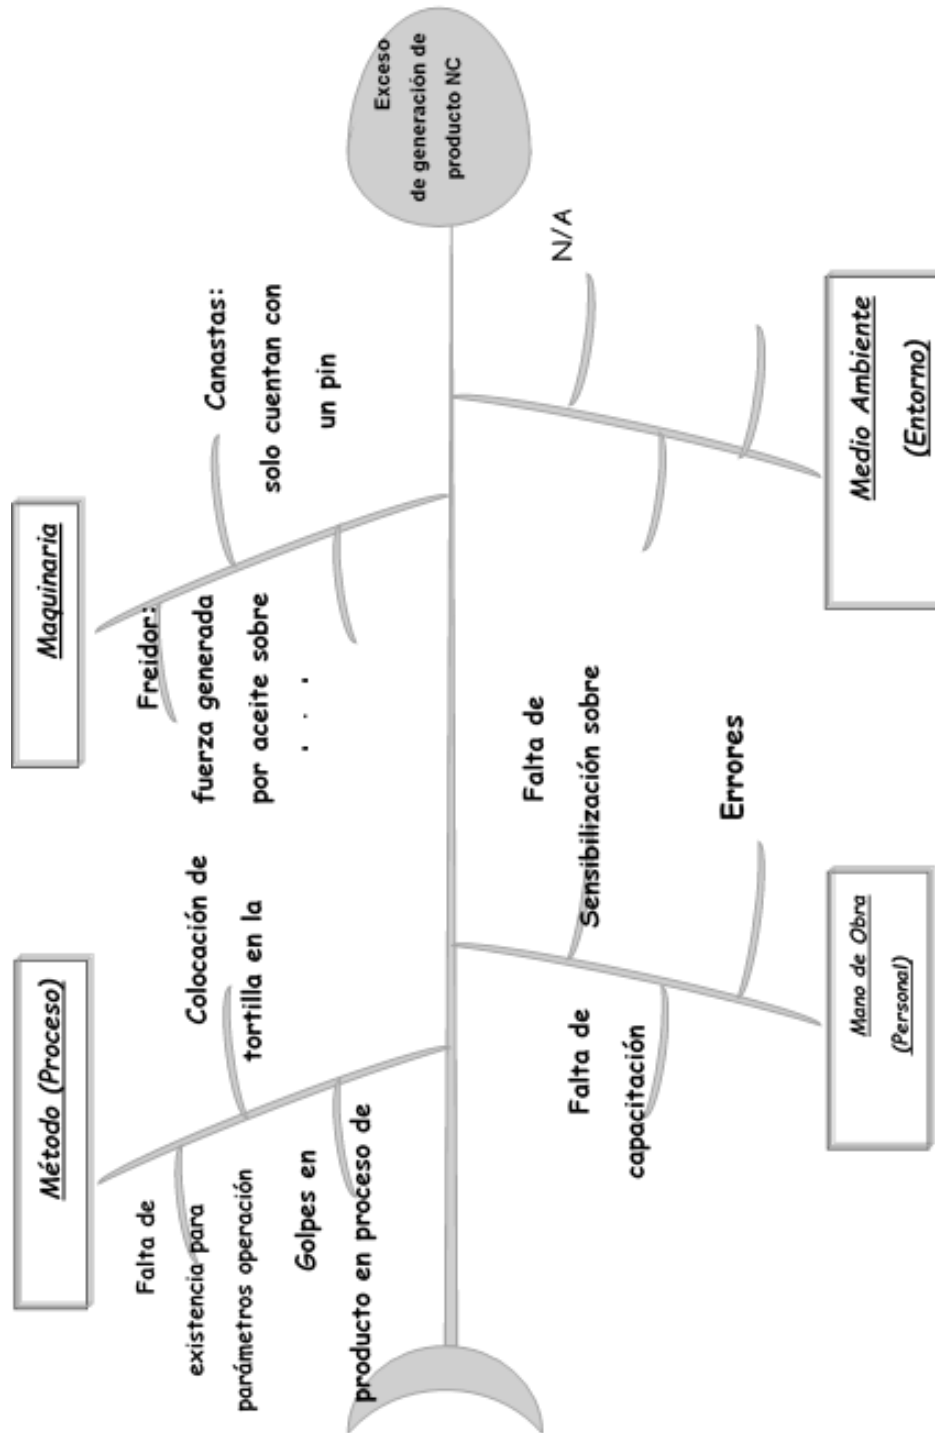 Método (Proceso)
Maquinaria
Falta de
existencia para
parámetros operación
Colocación de
tortilla en la
Golpes en
producto en proceso de
Freidor:
fuerza generada
por aceite sobre
Canastas:
solo cuentan con
un pin
Exceso
de generación de
producto NC
Falta de
Sensibilización sobre
Falta de
capacitación
Errores
N/A
Mano de Obra
(Personal)
Medio Ambiente
(Entorno)